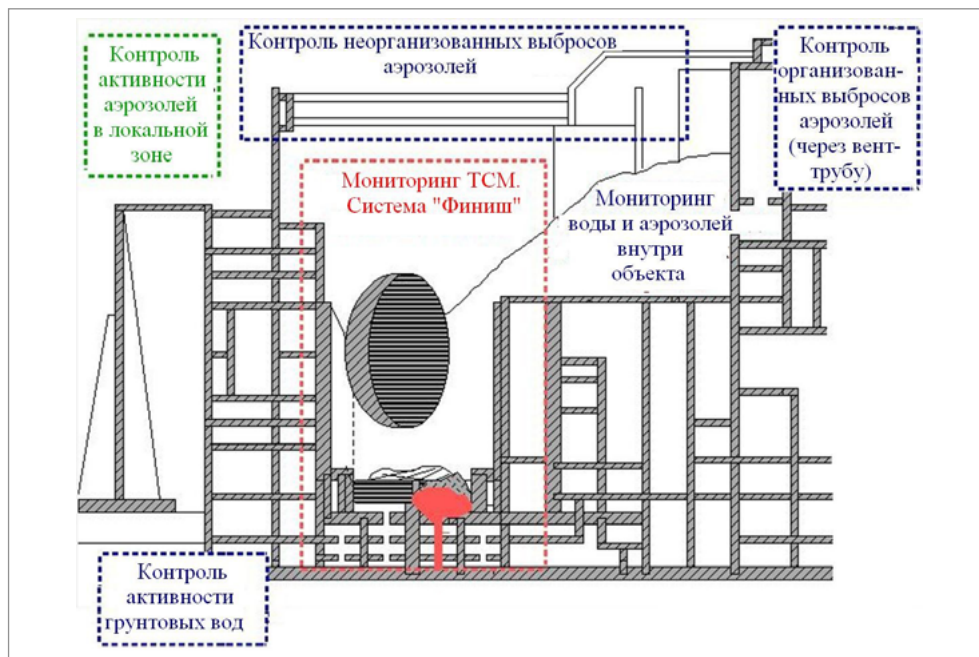 Контроль
активности
аэрозолей
в локальной
зоне
Контроль неорганизованных выбросов
аэрозолей
Контроль
организован-
ных выбросов
аэрозолей
(через вент-
трубу)
Мониторинг ТСМ.
Система "Финиш"
Мониторинг
воды и аэрозолей
внутри
объекта
Контроль
активности
грунтовых вод